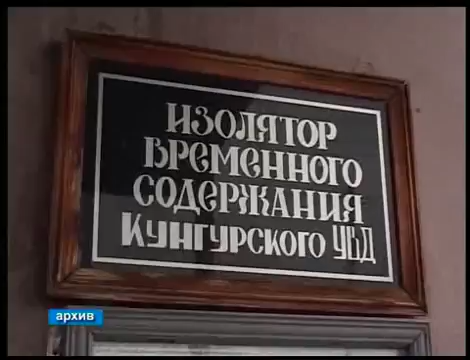 ИЗОЛЯТОР
ВРЕМЕННОГО
СОДЕРЖАНИЯ
КУНГУРСКОГО УВД
архив